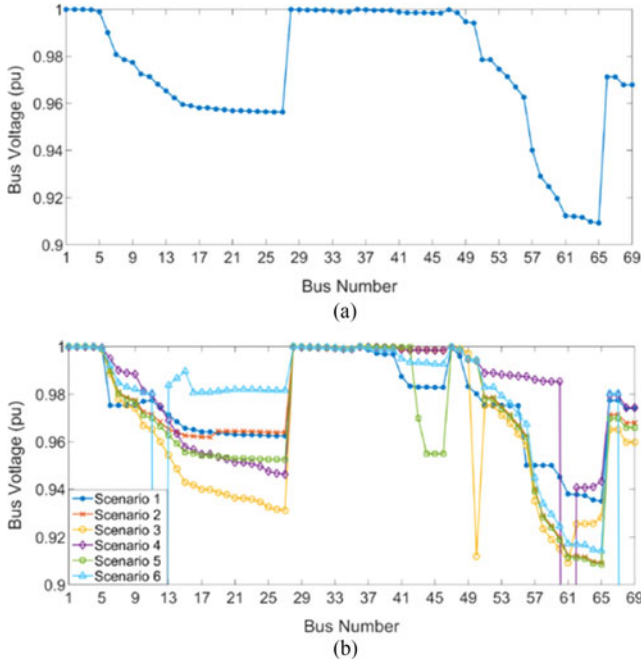 1
0.98
0.96
0.94
0.92
0.9
Bus Voltage (pu)
1 5 9 13 17 21 25 29 33 37 41 45 49 53 57 61 65 69
Bus Number
(a)
1
0.98
0.96
0.94
0.92
0.9
Bus Voltage (pu)
Scenario 1
Scenario 2
Scenario 3
Scenario 4
Scenario 5
Scenario 6
1 5 9 13 17 21 25 29 33 37 41 45 49 53 57 61 65 69
Bus Number
(b)